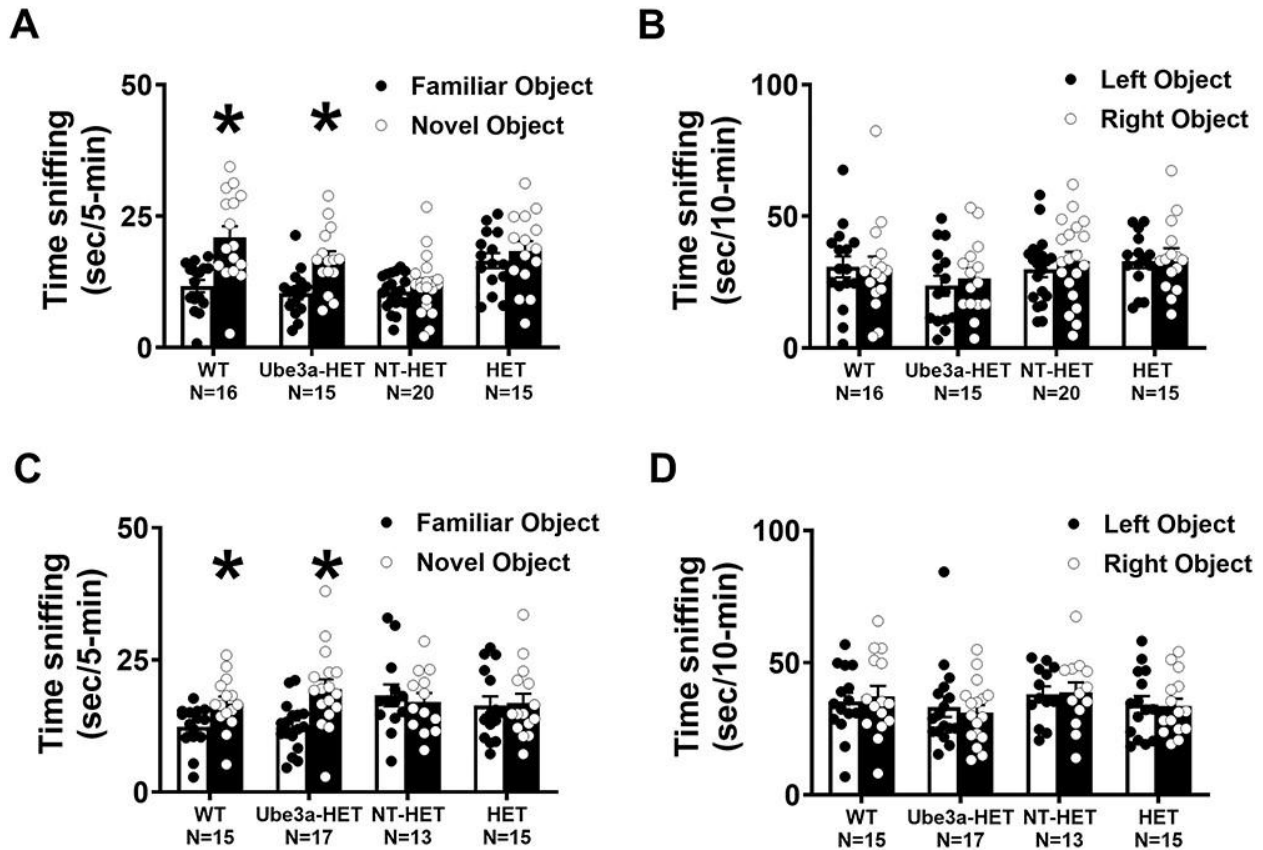 A
Time sniffing
(sec/5-min)
50
25
0
Familiar Object
Novel Object
*
*
WT
N=16
Ube3a-HET
N=15
NT-HET
N=20
HET
N=15
B
Time sniffing
(sec/10-min)
100
50
0
Left Object
Right Object
WT
N=16
Ube3a-HET
N=15
NT-HET
N=20
HET
N=15
C
Time sniffing
(sec/5-min)
50
25
0
Familiar Object
Novel Object
*
*
WT
N=15
Ube3a-HET
N=17
NT-HET
N=13
HET
N=15
D
Time sniffing
(sec/10-min)
100
50
0
Left Object
Right Object
WT
N=15
Ube3a-HET
N=17
NT-HET
N=13
HET
N=15